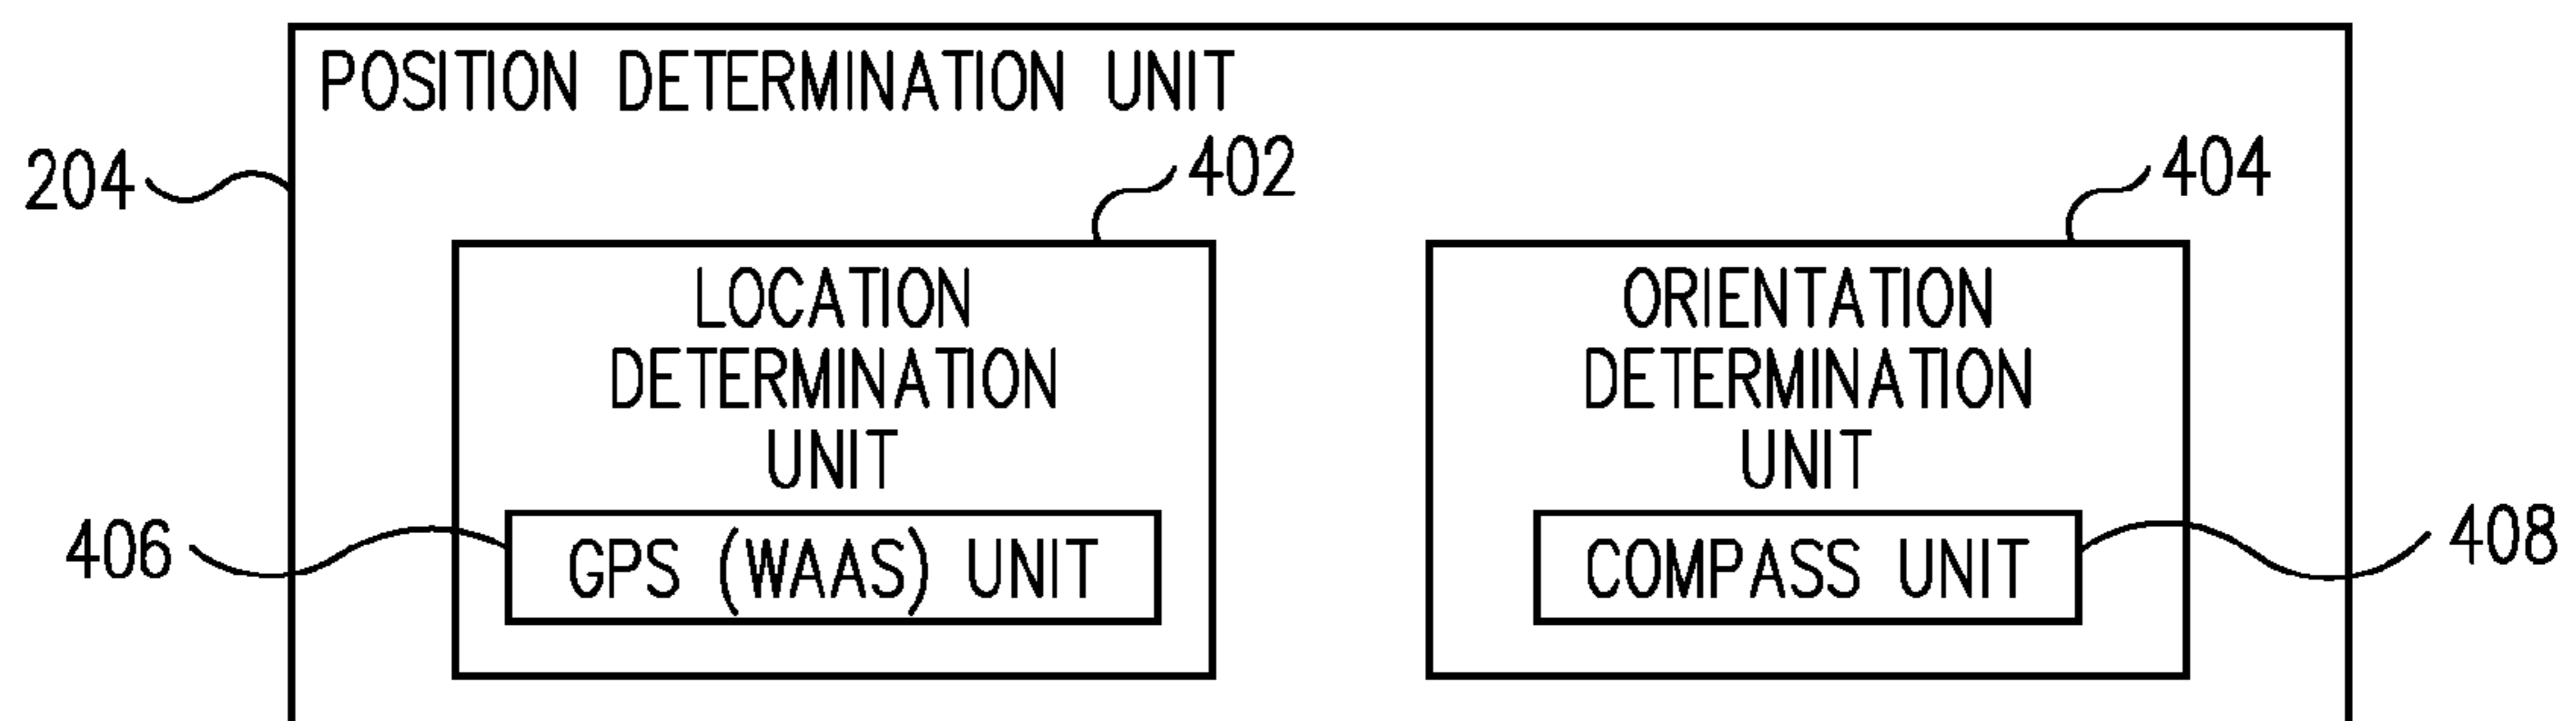 POSITION DETERMINATION UNIT
204
402
404
LOCATION
DETERMINATION
UNIT
ORIENTATION
DETERMINATION
UNIT
406
GPS (WAAS) UNIT
COMPASS UNIT
408